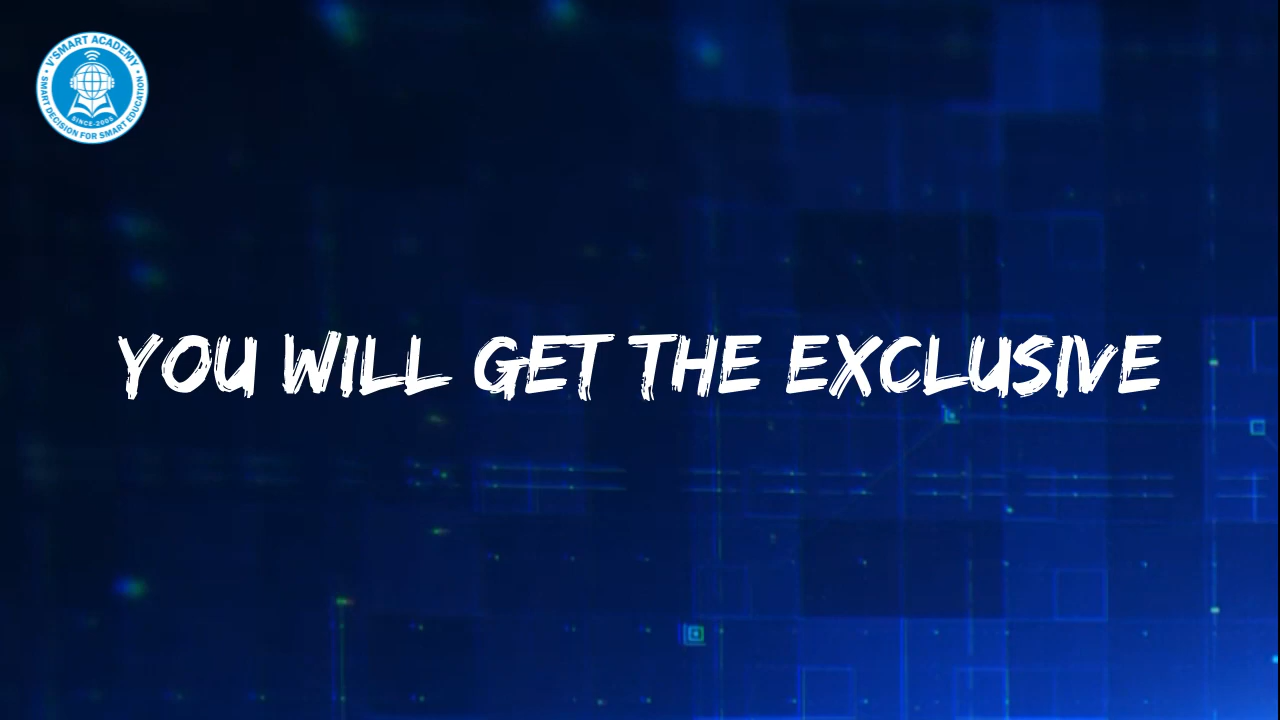 V'SMART ACADEMY
SMART DECISION FOR SMART EDUCATION
SINCE-2005
YOU WILL GET THE EXCLUSIVE